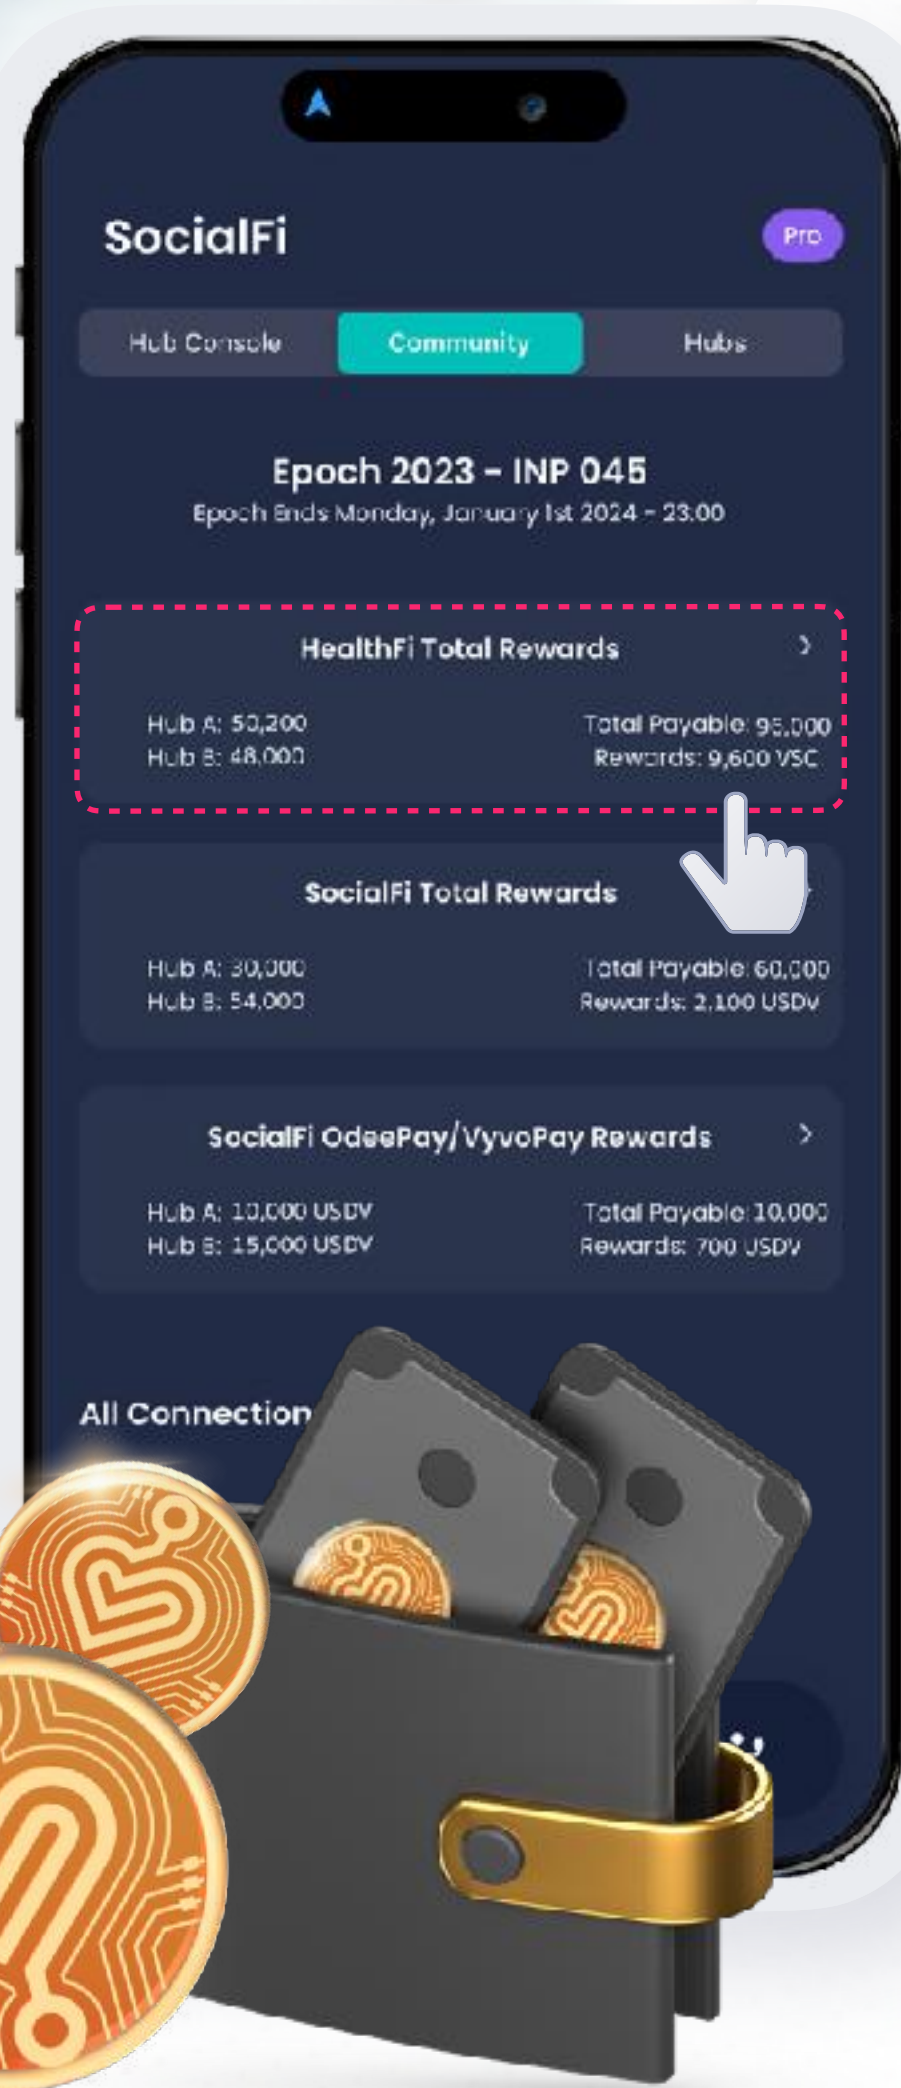 SocialFi
Pro
Hub Console
Community
Hubs
Epoch 2023 - INP 045
Epoch Ends Monday, January 1st 2024 - 23.00
HealthFi Total Rewards
Hub A: 50,200
Total Payable: 96,000
Hub B: 48,000
Rewards: 9,600 VSC
SocialFi Total Rewards
Hub A: 30,000
Total Payable: 60,000
Hub B: 54,000
Rewards: 2,100 USDV
SocialFi OdeePay/VyvoPay Rewards
Hub A: 10,000 USDV
Total Payable: 10,000
Hub B: 15,000 USDV
Rewards: 700 USDV
All Connection